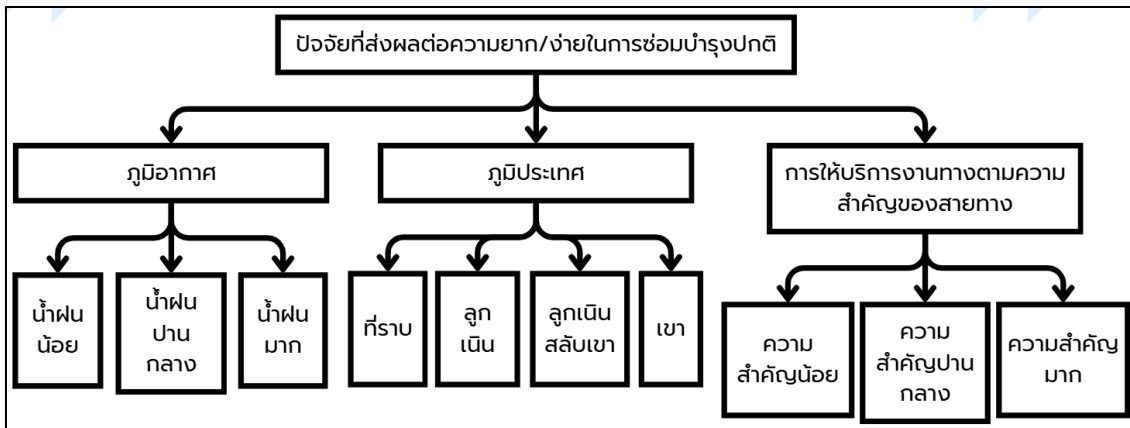 ปัจจัยที่ส่งผลต่อความยาก/ง่ายในการซ่อมบำรุงปกติ
ภูมิอากาศ
ภูมิประเทศ
การให้บริการงานทางตามความ
สำคัญของสายทาง
น้ำฝน
น้อย
น้ำฝน
ปาน
กลาง
น้ำฝน
มาก
ที่ราบ
ลูก
เนิน
ลูกเนิน
สลับเขา
เขา
ความ
สำคัญน้อย
ความ
สำคัญปาน
กลาง
ความสำคัญ
มาก